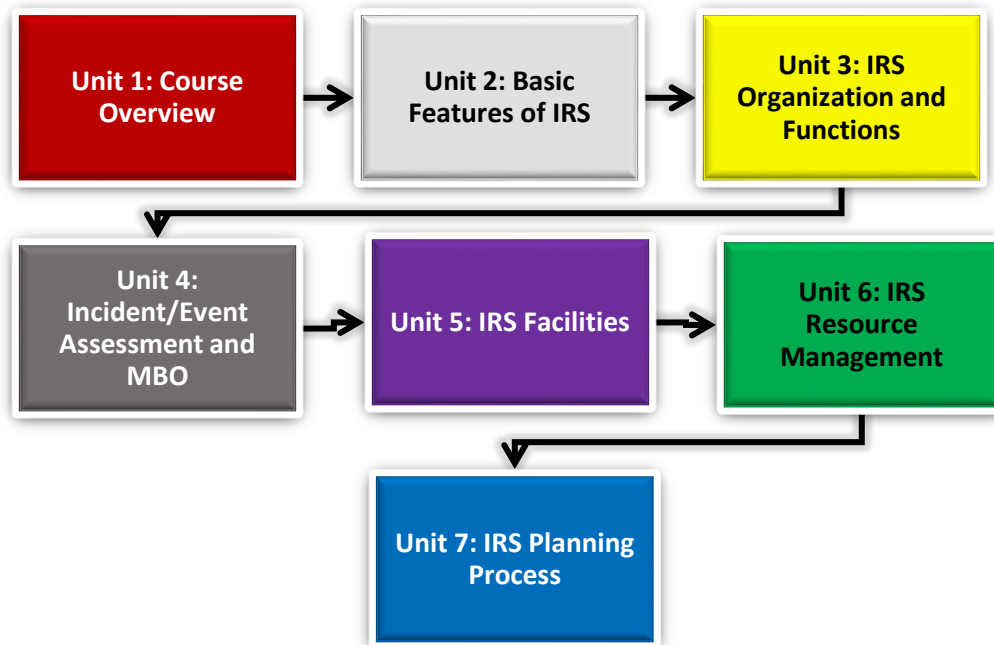 Unit 1: Course
Overview
Unit 2: Basic
Features of IRS
Unit 3: IRS
Organization and
Functions
Unit 4:
Incident/Event
Assessment and
MBO
Unit 5: IRS Facilities
Unit 6: IRS
Resource
Management
Unit 7: IRS Planning
Process